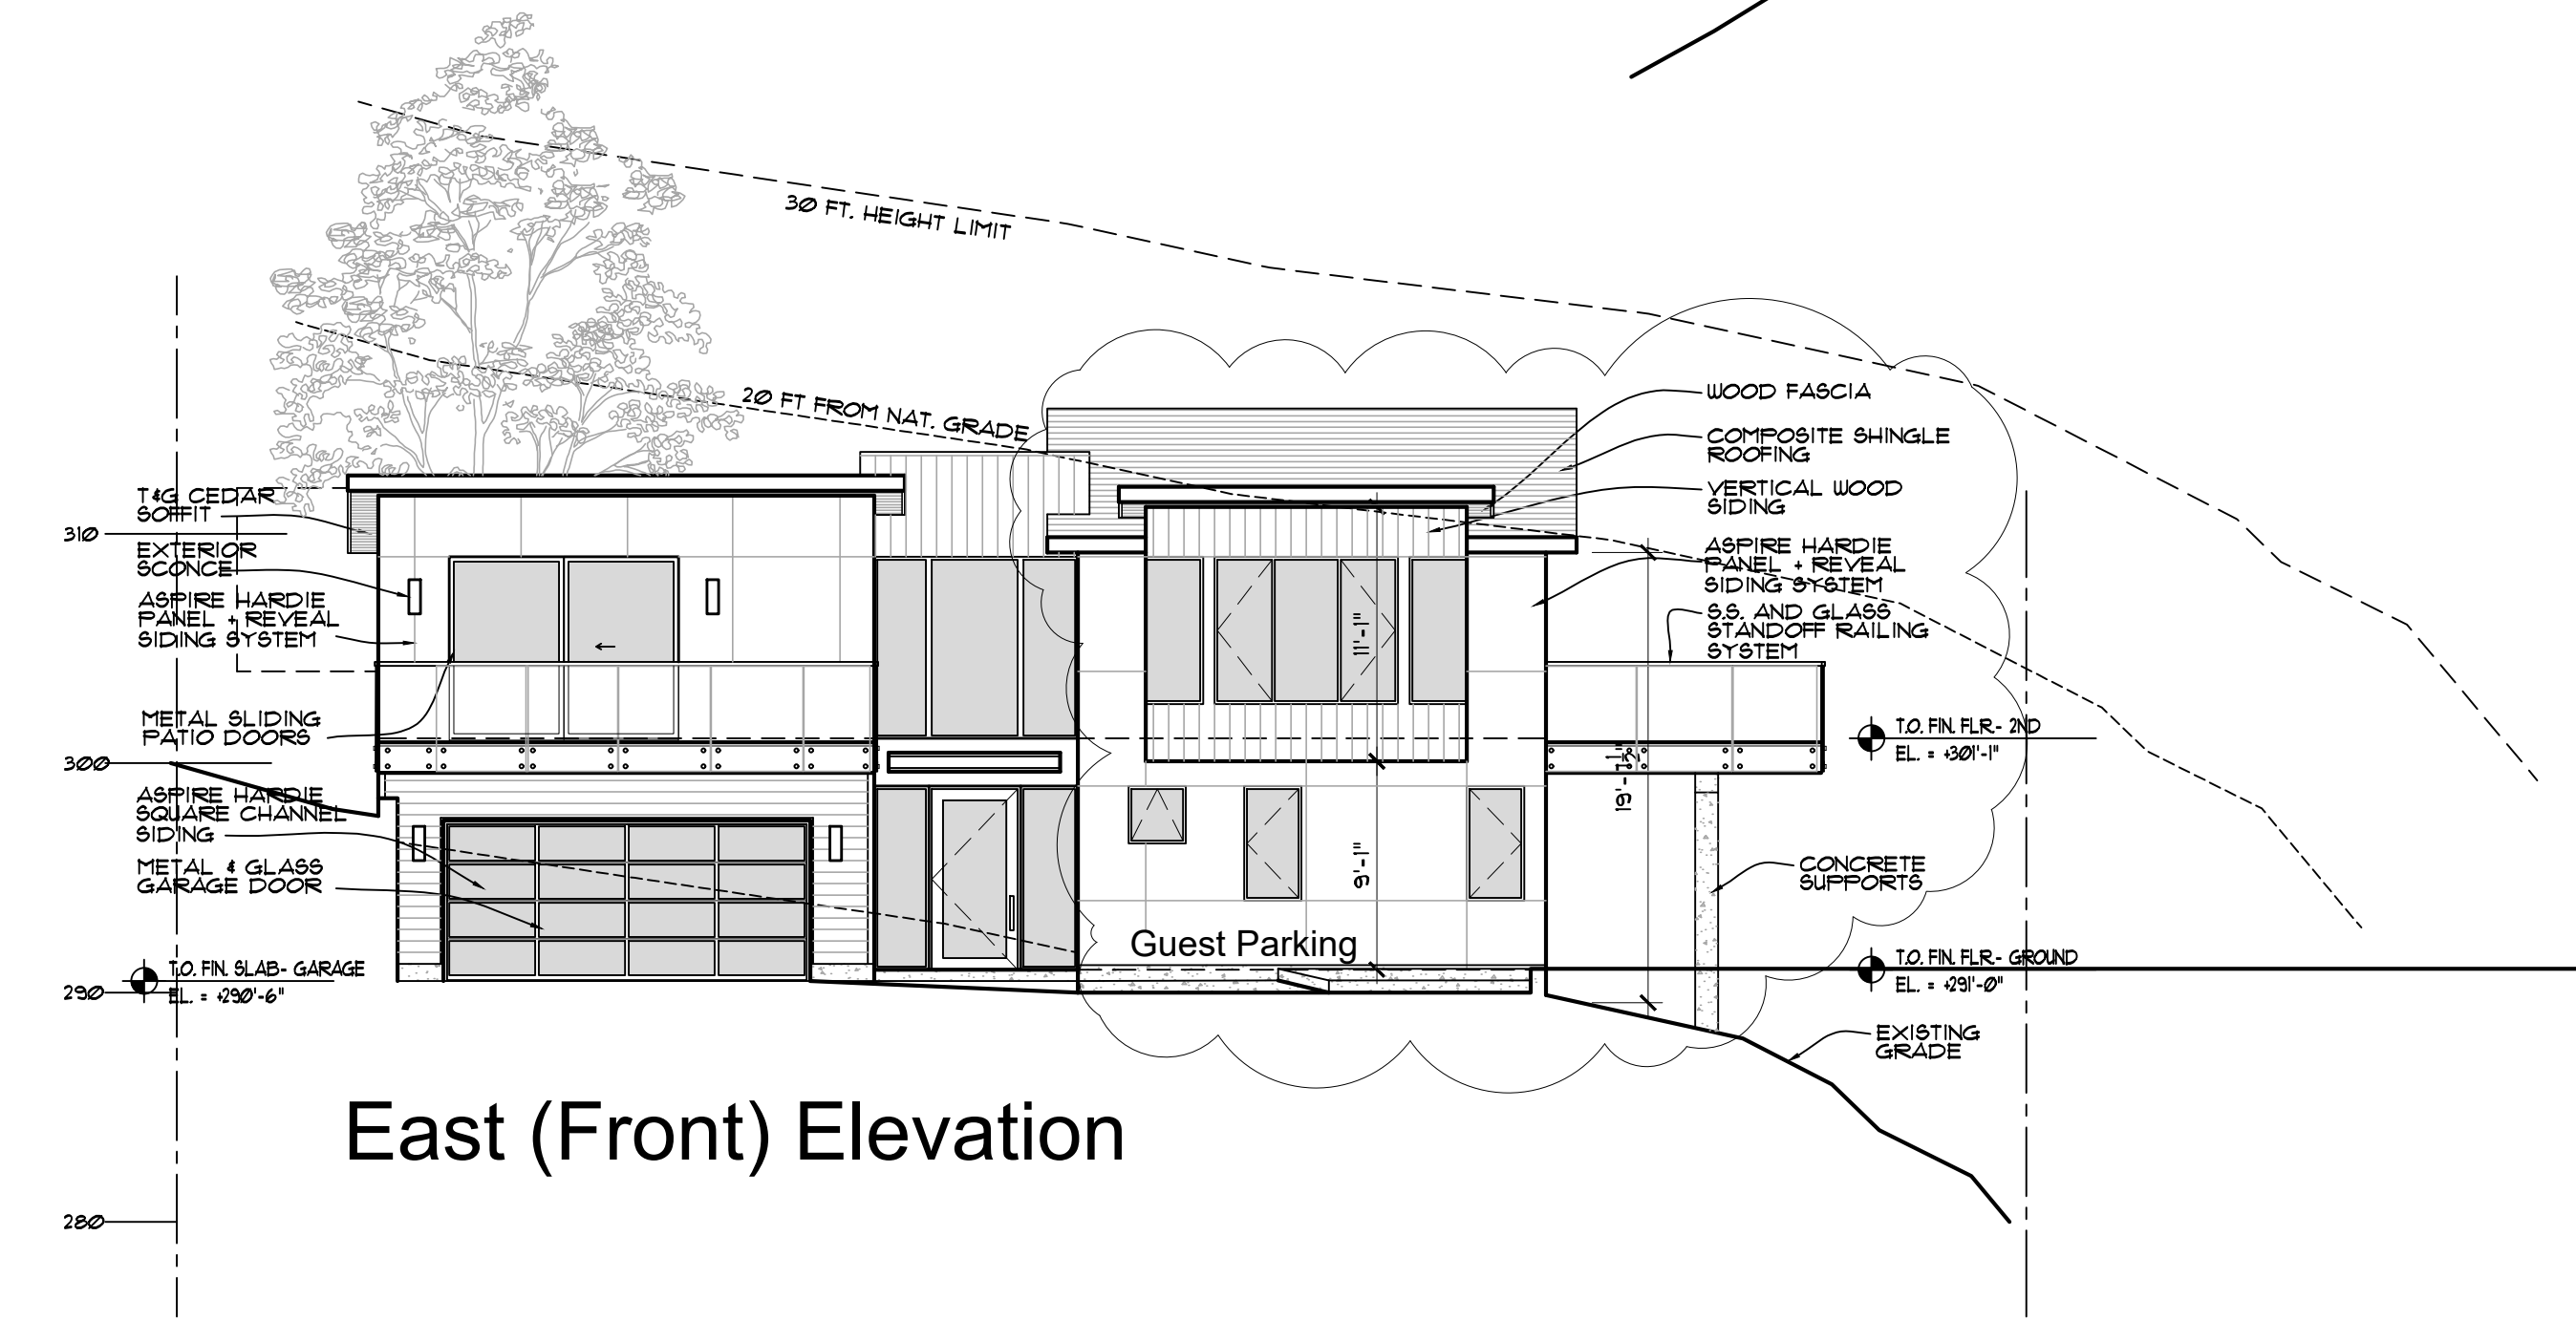 30 FT. HEIGHT LIMIT
20 FT FROM NAT. GRADE
T&G CEDAR
SOFFIT
310
EXTERIOR
SCONCE
ASPIRE HARDIE
PANEL + REVEAL
SIDING SYSTEM
METAL SLIDING
PATIO DOORS
300
ASPIRE HARDIE
SQUARE CHANNEL
SIDING
METAL & GLASS
GARAGE DOOR
T.O. FIN. SLAB- GARAGE
EL. = +290'-6"
290
280
WOOD FASCIA
COMPOSITE SHINGLE
ROOFING
VERTICAL WOOD
SIDING
ASPIRE HARDIE
PANEL + REVEAL
SIDING SYSTEM
S.S. AND GLASS
STANDOFF RAILING
SYSTEM
11'-1"
9'-1"
T.O. FIN. FLR.- 2ND
EL. = +301'-1"
CONCRETE
SUPPORTS
Guest Parking
T.O. FIN. FLR.- GROUND
EL. = +291'-0"
EXISTING
GRADE
East (Front) Elevation